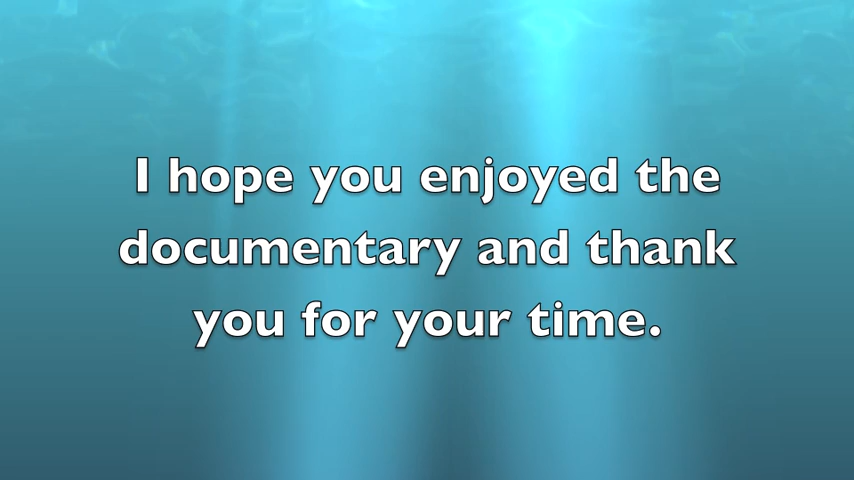 I hope you enjoyed the
documentary and thank
you for your time.